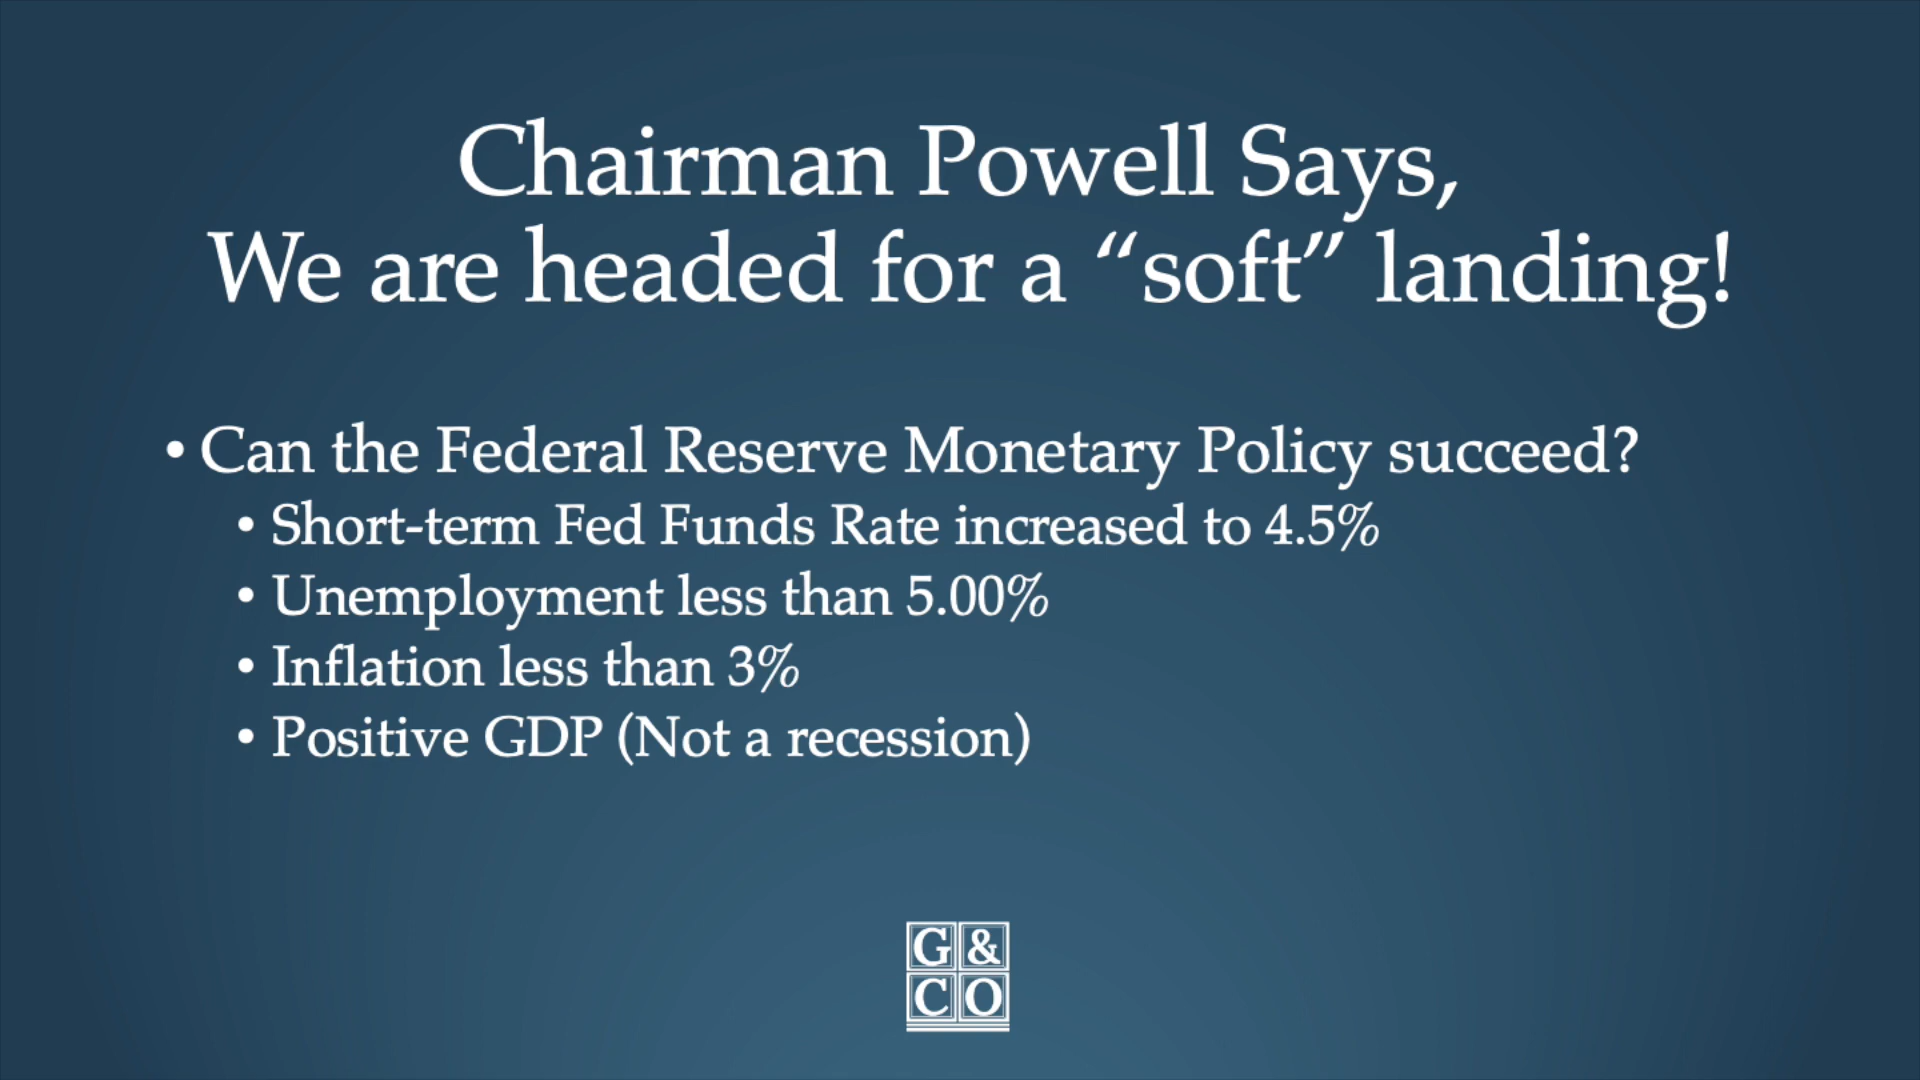 Chairman Powell Says,
We are headed for a “soft” landing!
• Can the Federal Reserve Monetary Policy succeed?
• Short-term Fed Funds Rate increased to 4.5%
• Unemployment less than 5.00%
• Inflation less than 3%
• Positive GDP (Not a recession)
G &
CO